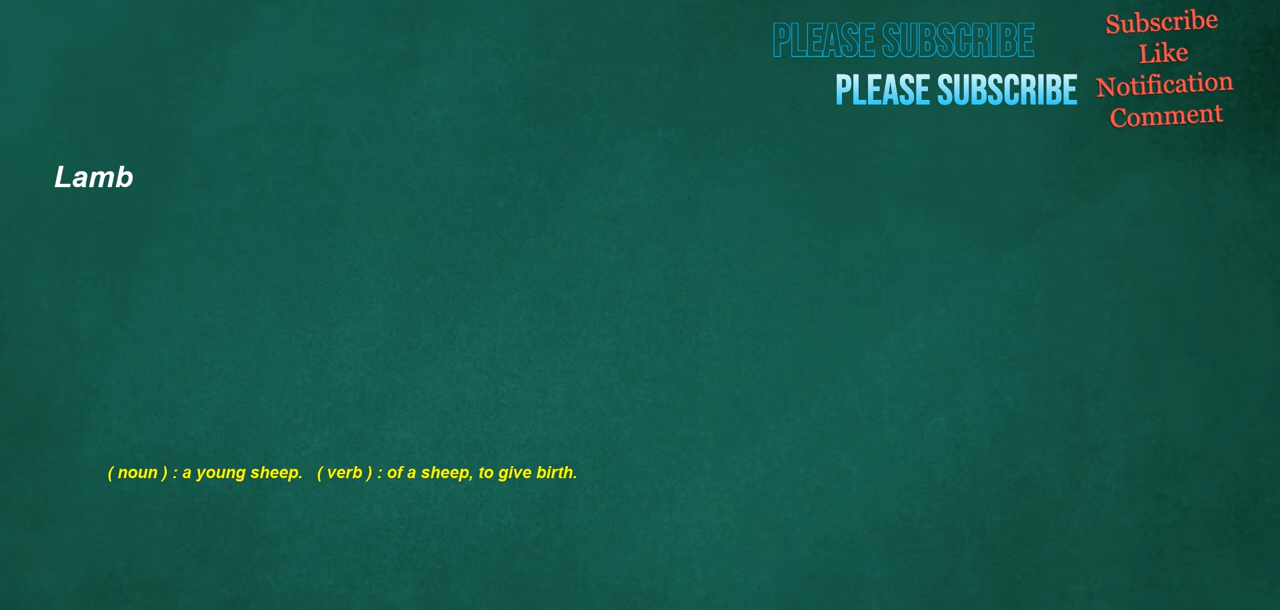 PLEASE SUBSCRIBE
PLEASE SUBSCRIBE
Subscribe
Like
Notification
Comment
Lamb
( noun ) : a young sheep. ( verb ) : of a sheep, to give birth.